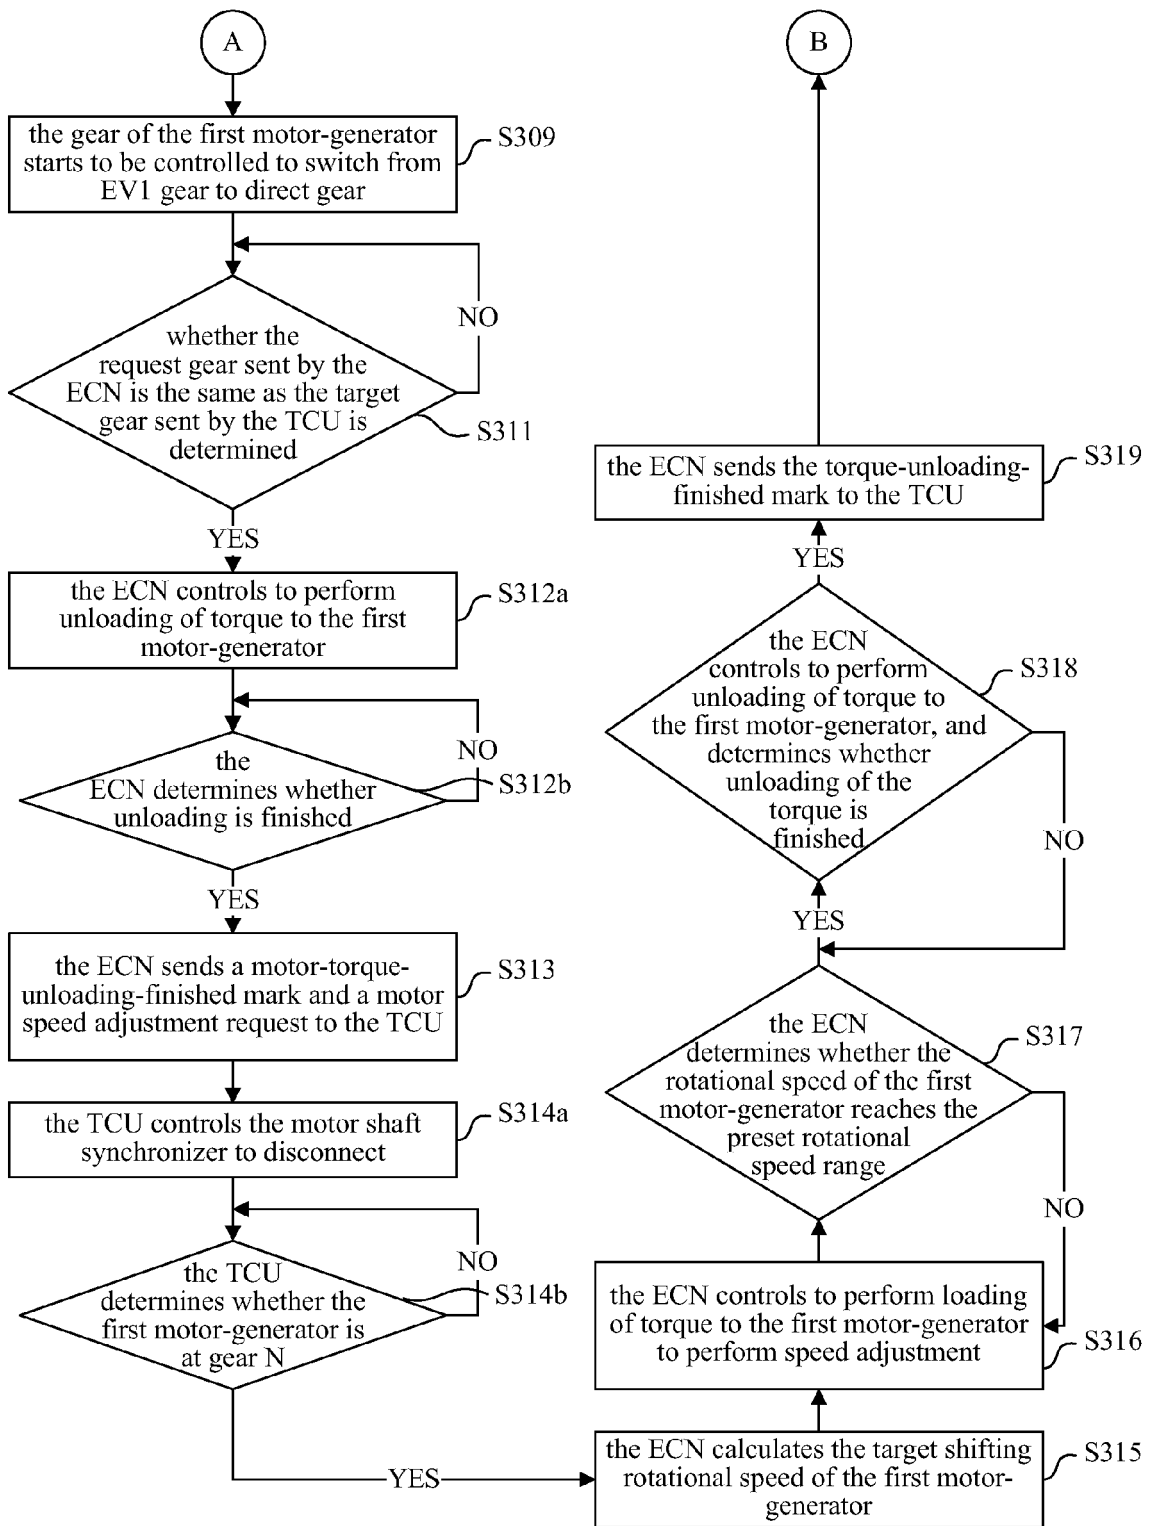 A
the gear of the first motor-generator
starts to be controlled to switch from
EV1 gear to direct gear
S309
NO
whether the
request gear sent by the
ECN is the same as the target
gear sent by the TCU is
determined
S311
YES
the ECN controls to perform
unloading of torque to the first
motor-generator
S312a
NO
the
ECN determines whether
unloading is finished
S312b
YES
the ECN sends a motor-torque-
unloading-finished mark and a motor
speed adjustment request to the TCU
S313
the TCU controls the motor shaft
synchronizer to disconnect
S314a
NO
the TCU
determines whether the
first motor-generator is
at gear N
S314b
YES
B
the ECN sends the torque-unloading-
finished mark to the TCU
S319
YES
the ECN
controls to perform
unloading of torque to
the first motor-generator, and
determines whether
unloading of the
torque is
finished
S318
NO
YES
the ECN
determines whether the
rotational speed of the first
motor-generator reaches the
preset rotational
speed range
S317
NO
the ECN controls to perform loading
of torque to the first motor-generator
to perform speed adjustment
S316
the ECN calculates the target shifting
rotational speed of the first motor-
generator
S315